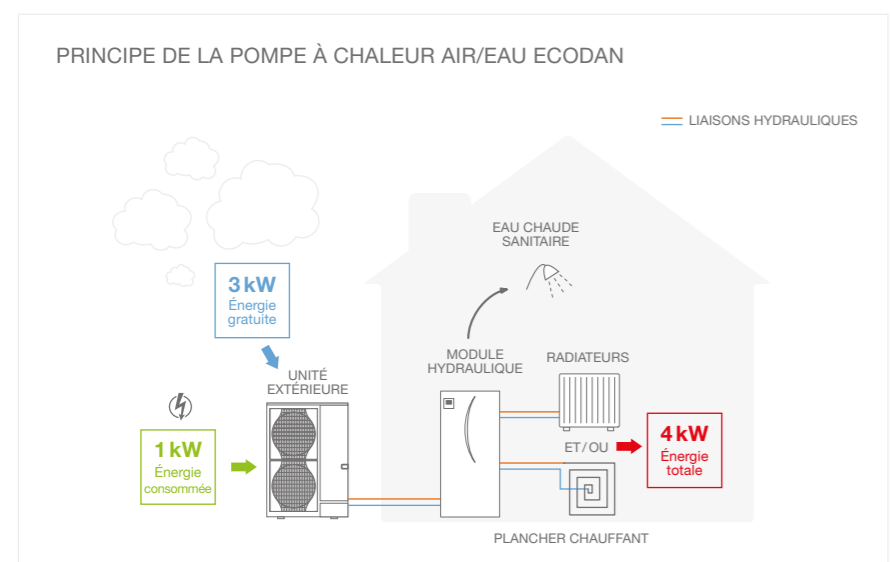 PRINCIPE DE LA POMPE À CHALEUR AIR/EAU ECODAN
LIAISONS HYDRAULIQUES
EAU CHAUDE
SANITAIRE
3 kW
Énergie
gratuite
UNITÉ
EXTÉRIEURE
MODULE
HYDRAULIQUE
RADIATEURS
1 kW
Énergie
consommée
ET/OU
4 kW
Énergie
totale
PLANCHER CHAUFFANT